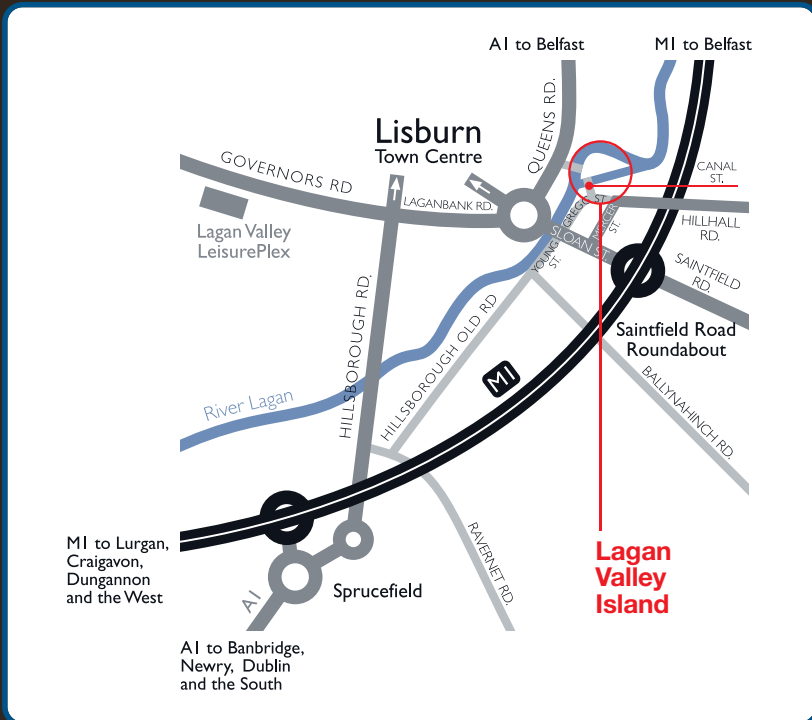 A1 to Belfast
M1 to Belfast
QUEENS RD.
Lisburn
Town Centre
GOVERNORS RD
LAGANBANK RD.
CANAL
ST.
GREGG ST
MERCER
ST.
HILLHALL
RD.
Lagan Valley
LeisurePlex
SLOAN ST
YOUNG
ST.
SAINTFIELD
RD.
HILLSBOROUGH RD.
HILLSBOROUGH OLD RD
Saintfield Road
Roundabout
M1
BALLYNAHINCH RD.
River Lagan
M1 to Lurgan,
Craigavon,
Dungannon
and the West
RAVERNET RD.
Lagan
Valley
Island
Sprucefield
A1
A1 to Banbridge,
Newry, Dublin
and the South